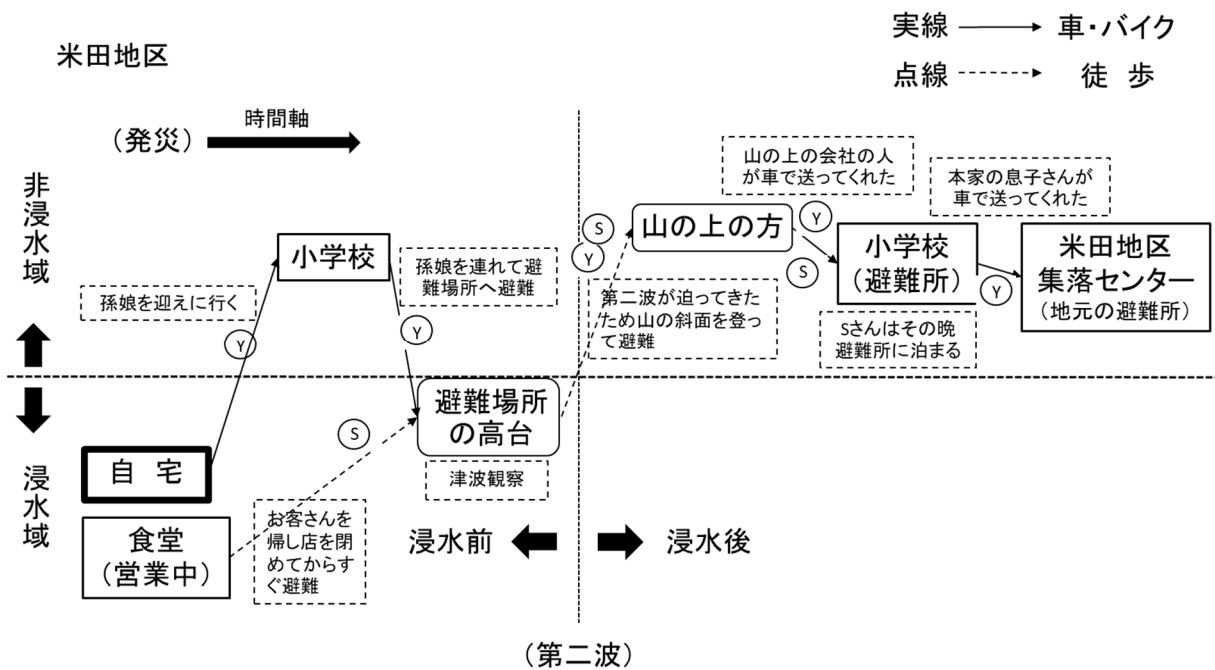 実線 車・バイク
点線 徒 歩
米田地区
（発災）
時間軸
非浸水域
浸水域
孫娘を迎えに行く
Y
小学校
孫娘を連れて避
難場所へ避難
Y
自 宅
食堂
（営業中）
お客さんを
帰し店を閉
めてからす
ぐ避難
S
避難場所
の高台
津波観察
浸水前
浸水後
（第二波）
S
Y
第二波が迫ってきた
ため山の斜面を登っ
て避難
山の上の方
山の上の会社の人
が車で送ってくれた
Y
S
小学校
（避難所）
Sさんはその晩
避難所に泊まる
本家の息子さんが
車で送ってくれた
Y
米田地区
集落センター
（地元の避難所）